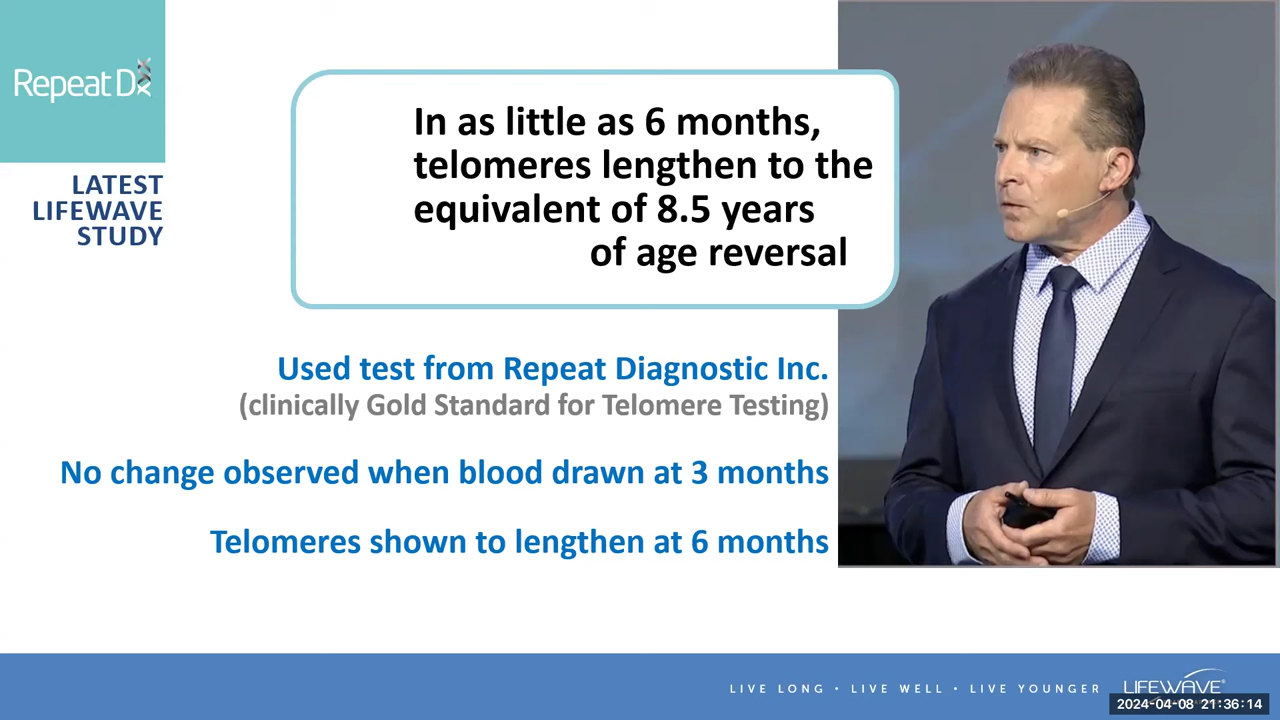 Repeat Dx
LATEST
LIFEWAVE
STUDY
In as little as 6 months,
telomeres lengthen to the
equivalent of 8.5 years
of age reversal
Used test from Repeat Diagnostic Inc.
(clinically Gold Standard for Telomere Testing)
No change observed when blood drawn at 3 months
Telomeres shown to lengthen at 6 months
LIVE LONG • LIVE WELL • LIVE YOUNGER
LIFEWAVE®
2024-04-08 21:36:14